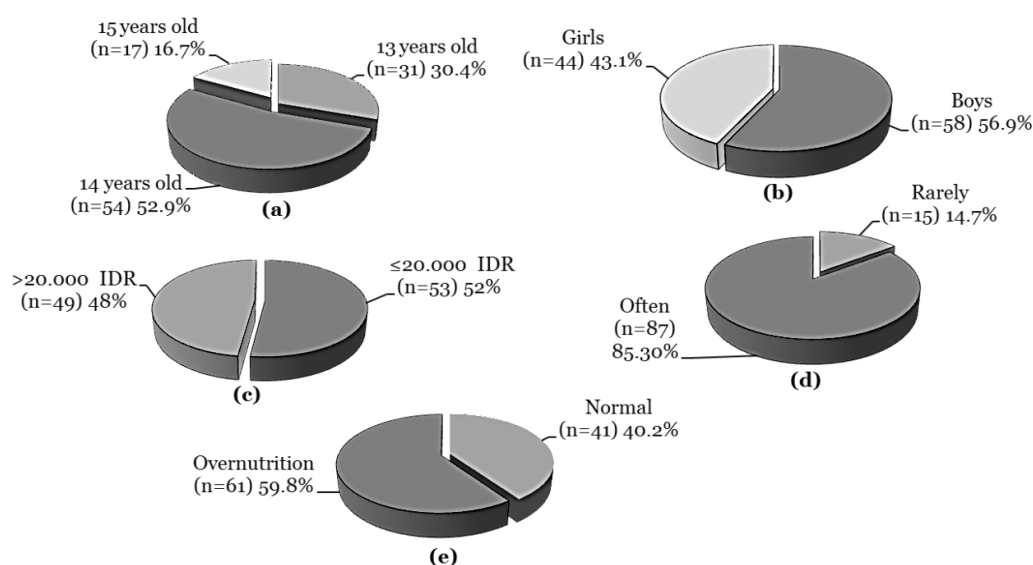 15 years old
(n=17) 16.7%
13 years old
(n=31) 30.4%
14 years old
(n=54) 52.9%
(a)
Girls
(n=44) 43.1%
Boys
(n=58) 56.9%
(b)
>20.000 IDR
(n=49) 48%
≤20.000 IDR
(n=53) 52%
(c)
Rarely
(n=15) 14.7%
Often
(n=87)
85.30%
(d)
Normal
(n=41) 40.2%
Overnutrition
(n=61) 59.8%
(e)